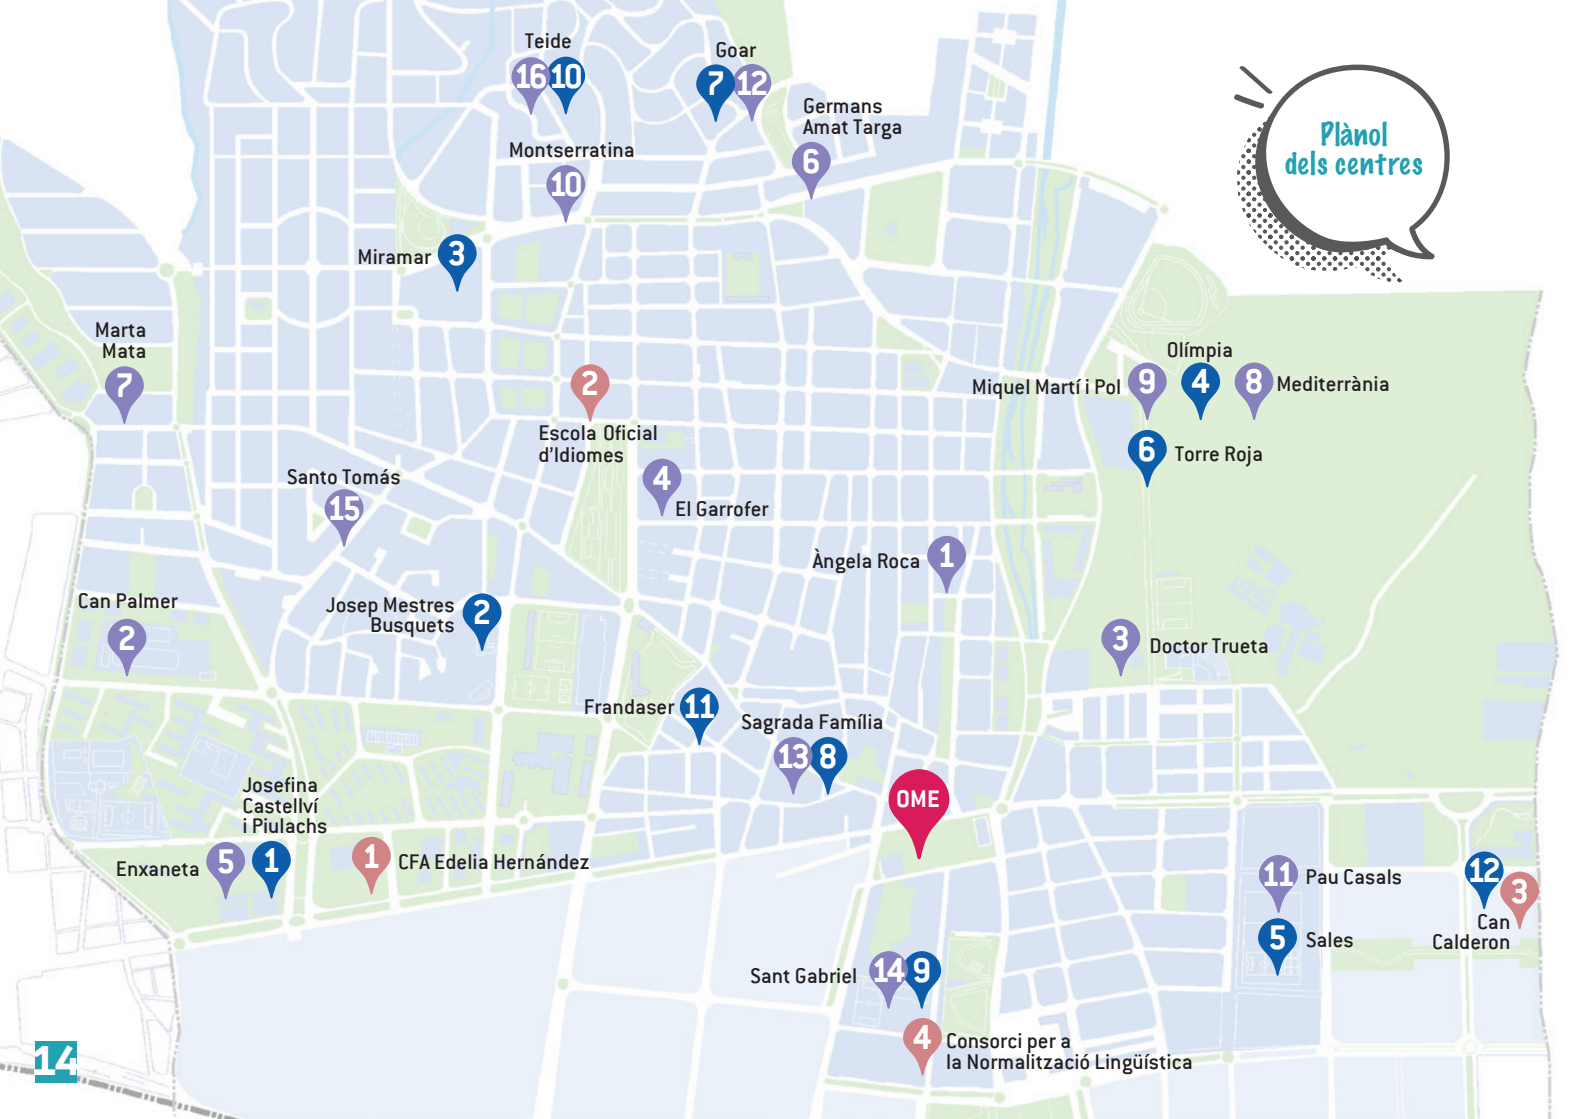 Teide
16 10
Goar
7 12
Germans
Amat Targa
6
Montserratina
10
Plànol
dels centres
Miramar 3
Marta
Mata
7
2
Escola Oficial
d'Idiomes
Olímpia
Miquel Martí i Pol 9 4 8 Mediterrània
6 Torre Roja
Santo Tomás
15
4
El Garrofer
Àngela Roca 1
Can Palmer
2
Josep Mestres
Busquets
2
3 Doctor Trueta
Frandaser 11
Sagrada Família
13 8
OME
Josefina
Castellví
i Piulachs
Enxaneta 5 1
1 CFA Edelia Hernández
11 Pau Casals
5 Sales
12 3
Can
Calderon
Sant Gabriel 14 9
4 Consorci per a
la Normalització Lingüística
14